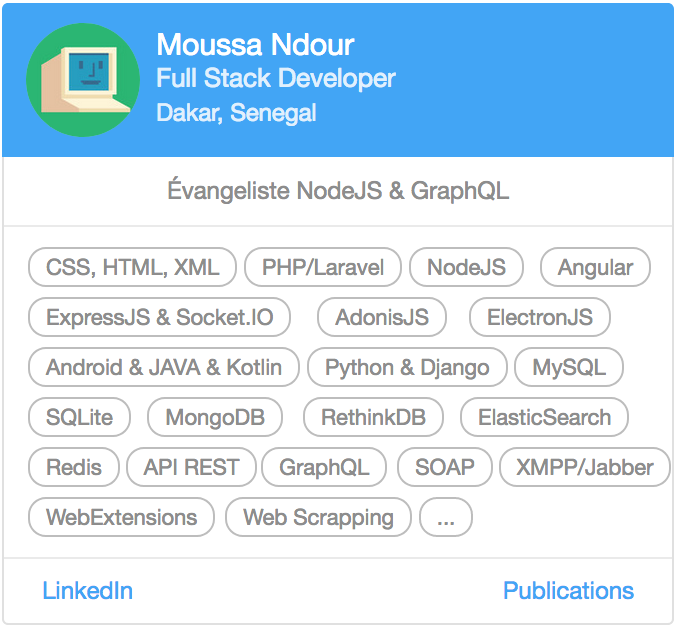 Moussa Ndour
Full Stack Developer
Dakar, Senegal
Évangeliste NodeJS & GraphQL
CSS, HTML, XML PHP/Laravel NodeJS Angular
ExpressJS & Socket.IO AdonisJS ElectronJS
Android & JAVA & Kotlin Python & Django MySQL
SQLite MongoDB RethinkDB ElasticSearch
Redis API REST GraphQL SOAP XMPP/Jabber
WebExtensions Web Scrapping ...
LinkedIn Publications